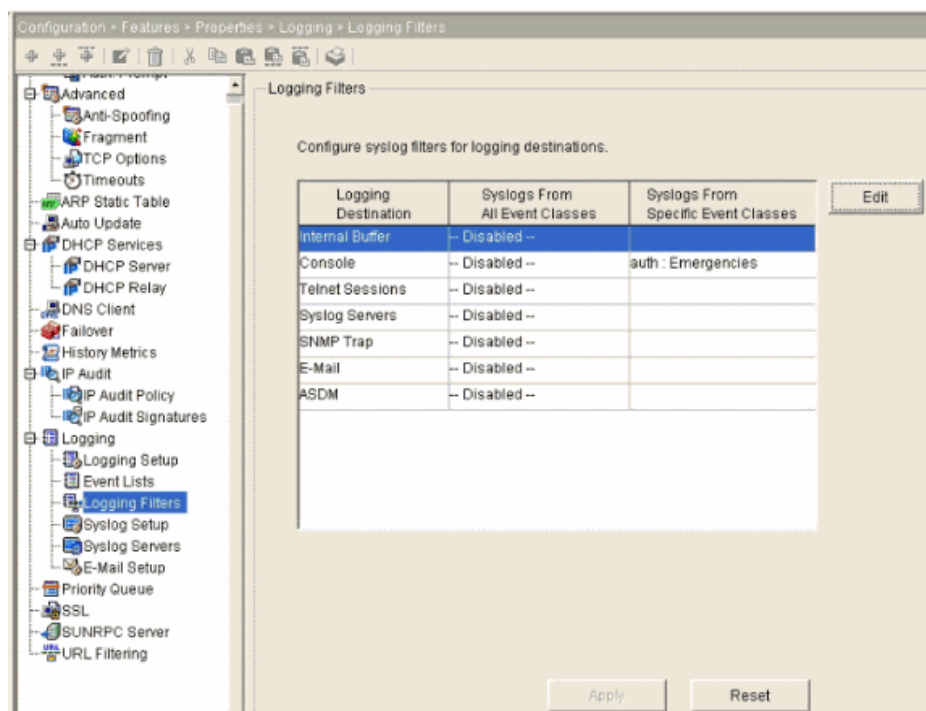 Configuration > Features > Properties > Logging > Logging Filters
Advanced
Anti-Spoofing
Fragment
TCP Options
Timeouts
ARP Static Table
Auto Update
DHCP Services
DHCP Server
DHCP Relay
DNS Client
Failover
History Metrics
IP Audit
IP Audit Policy
IP Audit Signatures
Logging
Logging Setup
Event Lists
Logging Filters
Syslog Setup
Syslog Servers
E-Mail Setup
Priority Queue
SSL
SUNRPC Server
URL Filtering
Logging Filters
Configure syslog filters for logging destinations.
Logging Destination Syslogs From All Event Classes Syslogs From Specific Event Classes
Internal Buffer -- Disabled --
Console -- Disabled -- auth : Emergencies
Telnet Sessions -- Disabled --
Syslog Servers -- Disabled --
SNMP Trap -- Disabled --
E-Mail -- Disabled --
ASDM -- Disabled --
Edit
Apply Reset